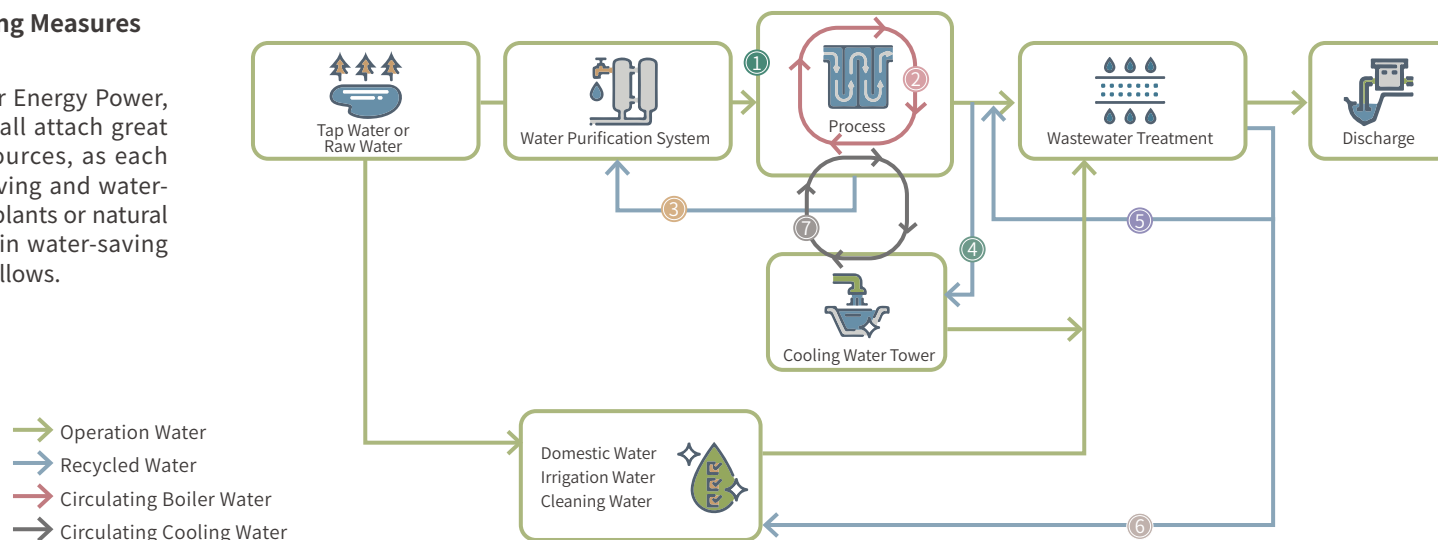 ng Measures
r Energy Power,
all attach great
ources, as each
ving and water-
plants or natural
in water-saving
llows.
Tap Water or
Raw Water
Water Purification System
1
2
Process
Wastewater Treatment
Discharge
3
7
5
4
Cooling Water Tower
Domestic Water
Irrigation Water
Cleaning Water
6
Operation Water
Recycled Water
Circulating Boiler Water
Circulating Cooling Water